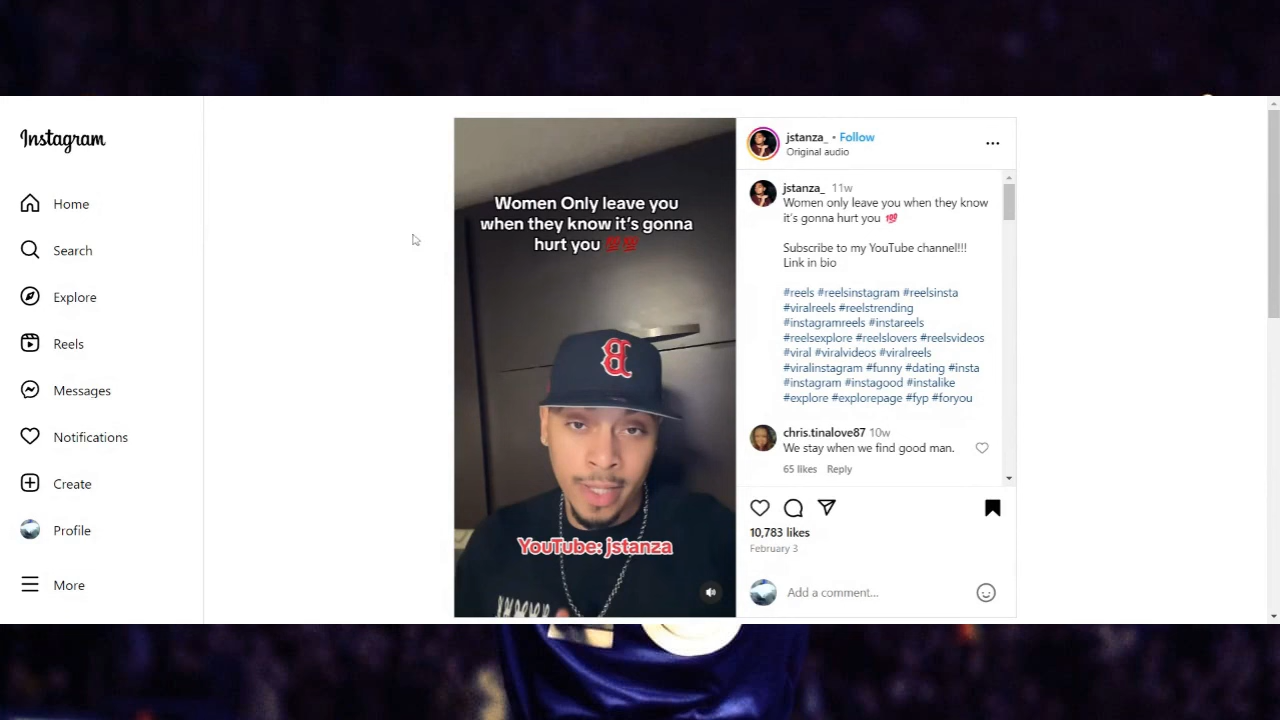 Instagram
Home
Search
Explore
Reels
Messages
Notifications
Create
Profile
More
Women Only leave you
when they know it's gonna
hurt you 💯💯
B
YouTube: jstanza
jstanza_ • Follow
Original audio
jstanza_ 11w
Women only leave you when they know
it's gonna hurt you 💯
Subscribe to my YouTube channel!!!
Link in bio
#reels #reelsinstagram #reelsinsta
#viralreels #reelstrending
#instagramreels #instareels
#reelsexplore #reelslovers #reelsvideos
#viral #viralvideos #viralreels
#viralinstagram #funny #dating #insta
#instagram #instagood #instalike
#explore #explorepage #fyp #foryou
chris.tinalove87 10w
We stay when we find good man.
65 likes Reply
10,783 likes
February 3
Add a comment...